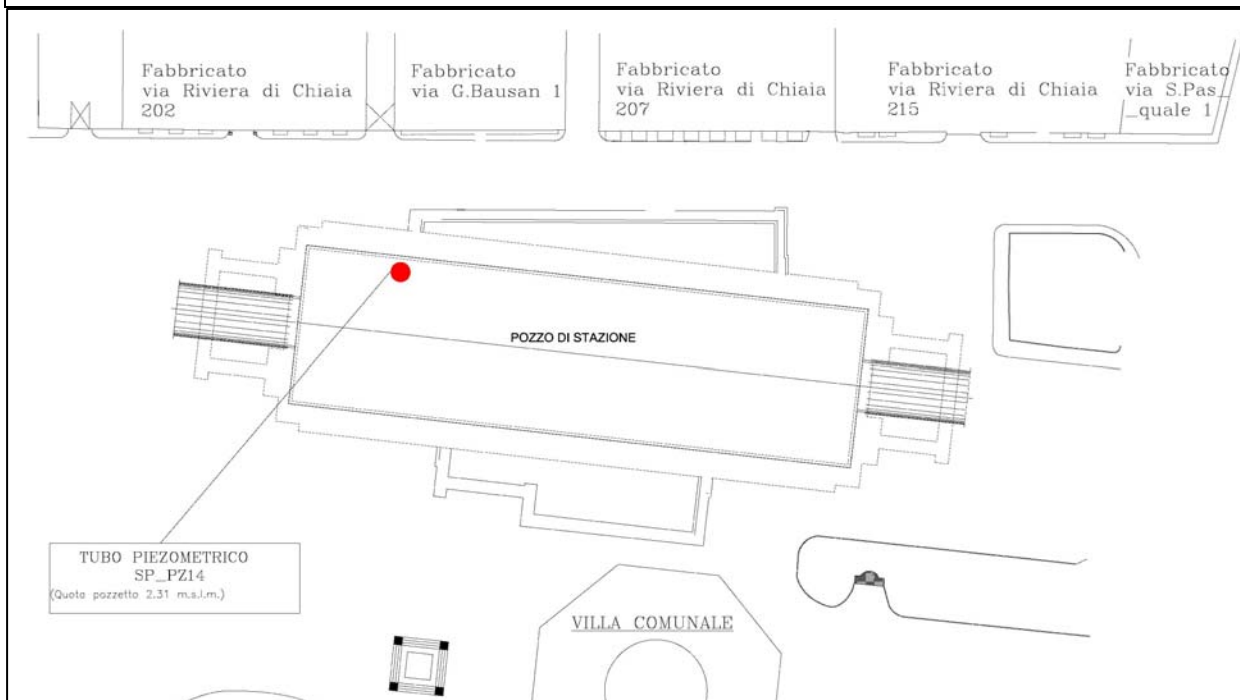 Fabbricato
via Riviera di Chiaia
202
Fabbricato
via G.Bausan 1
Fabbricato
via Riviera di Chiaia
207
Fabbricato
via Riviera di Chiaia
215
Fabbricato
via S.Pas_
_quale 1
POZZO DI STAZIONE
TUBO PIEZOMETRICO
SP_PZ14
(Quota pozzetto 2.31 m.s.l.m.)
VILLA COMUNALE